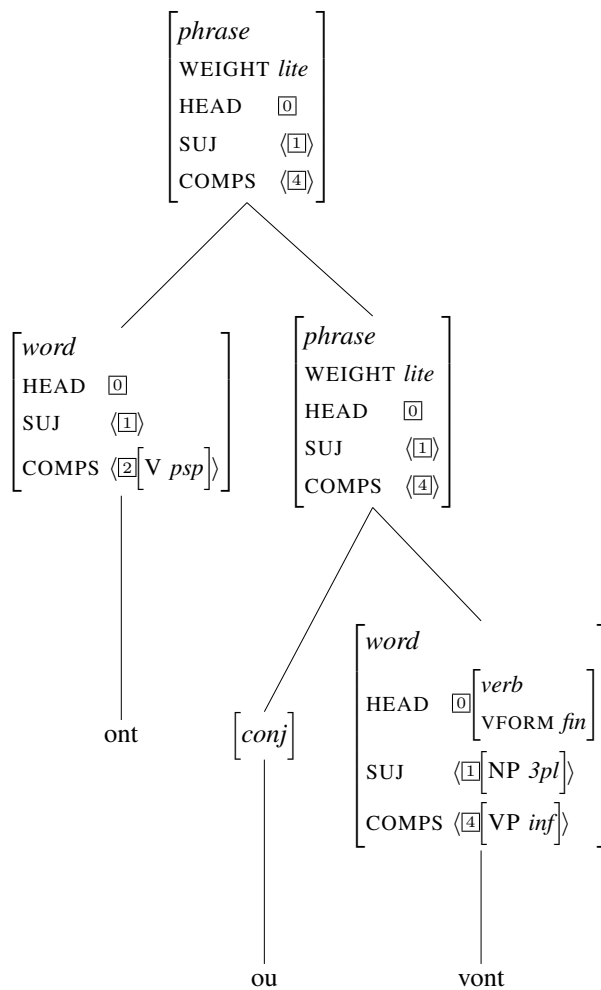 phrase
WEIGHT lite
HEAD 0
SUJ ⟨1⟩
COMPS ⟨4⟩
word
HEAD 0
SUJ ⟨1⟩
COMPS ⟨2[V psp]⟩
phrase
WEIGHT lite
HEAD 0
SUJ ⟨1⟩
COMPS ⟨4⟩
ont
[conj]
word
HEAD 0[verb
VFORM fin]
SUJ ⟨1[NP 3pl]⟩
COMPS ⟨4[VP inf]⟩
ou
vont